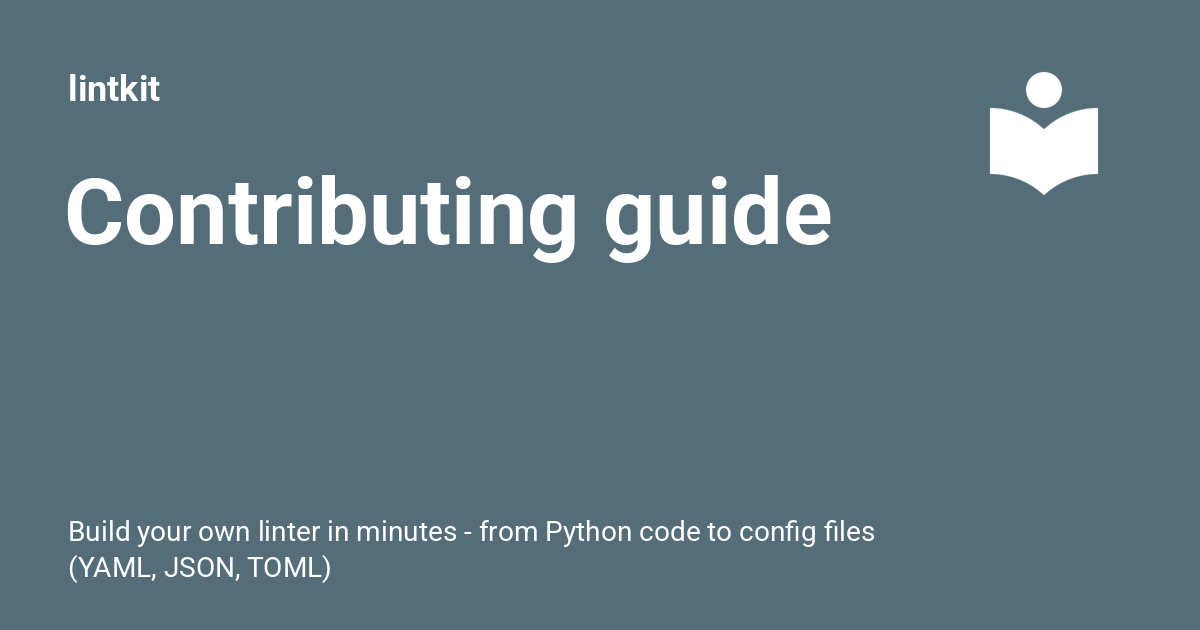 lintkit
Contributing guide
Build your own linter in minutes - from Python code to config files
(YAML, JSON, TOML)